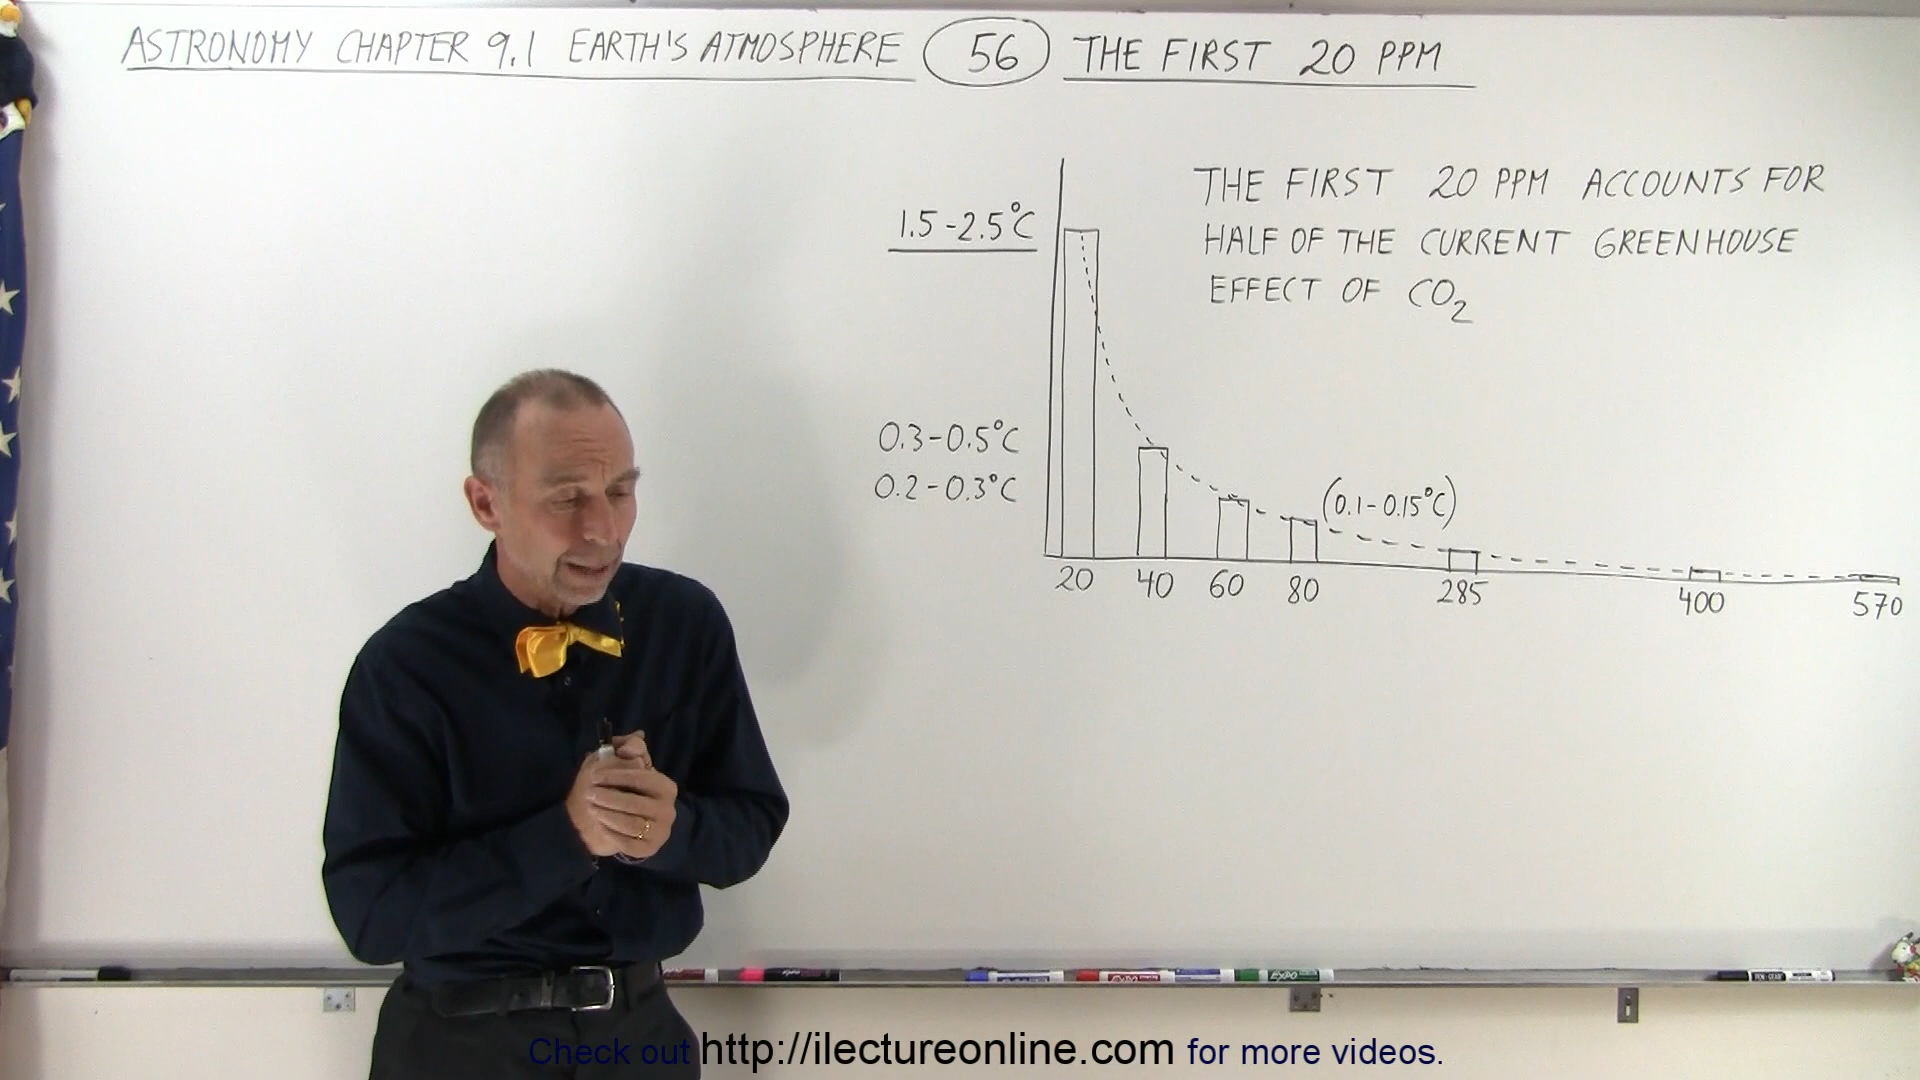 ASTRONOMY CHAPTER 9.1 EARTH'S ATMOSPHERE 56 THE FIRST 20 PPM
THE FIRST 20 PPM ACCOUNTS FOR
HALF OF THE CURRENT GREENHOUSE
EFFECT OF CO2
1.5-2.5°C
0.3-0.5°C
0.2-0.3°C
(0.1-0.15°C)
20 40 60 80 285 400 570
EXPO
Check out http://ilectureonline.com for more videos.